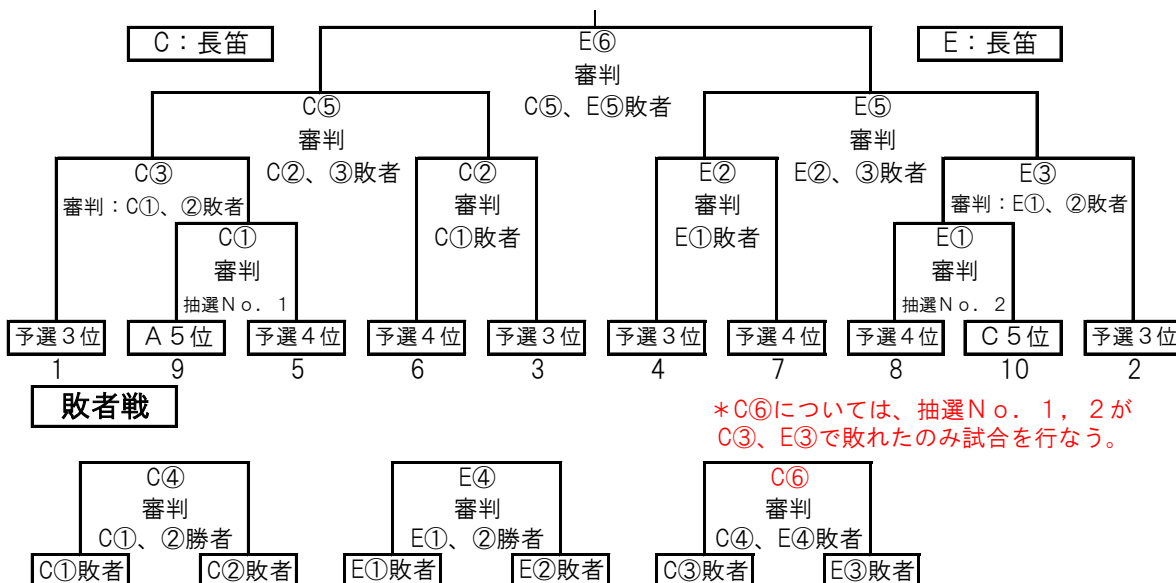 C：長笛
E：長笛
E⑥
審判
C⑤、E⑤敗者
C⑤
審判
C②、③敗者
E⑤
審判
E②、③敗者
C③
審判：C①、②敗者
C②
審判
C①敗者
E②
審判
E①敗者
E③
審判：E①、②敗者
C①
審判
抽選Ｎｏ．１
E①
審判
抽選Ｎｏ．２
予選３位 Ａ５位 予選４位 予選４位 予選３位 予選３位 予選４位 予選４位 Ｃ５位 予選３位
1 9 5 6 3 4 7 8 10 2
敗者戦
＊C⑥については、抽選Ｎｏ．１，２が
C③、E③で敗れたのみ試合を行なう。
C④
審判
C①、②勝者
C①敗者 C②敗者
E④
審判
E①、②勝者
E①敗者 E②敗者
C⑥
審判
C④、E④敗者
C③敗者 E③敗者